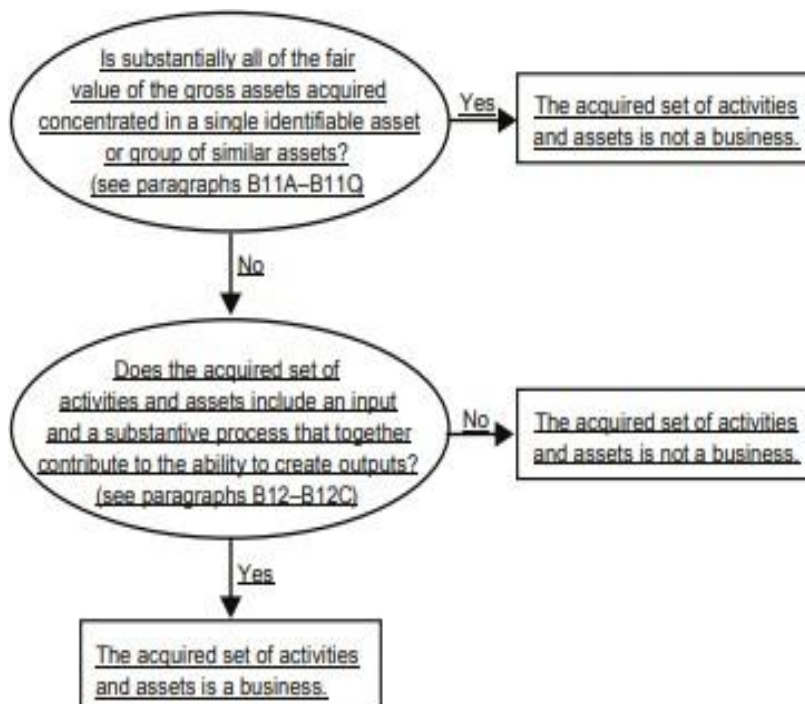 Is substantially all of the fair
value of the gross assets acquired
concentrated in a single identifiable asset
or group of similar assets?
(see paragraphs B11A–B11C)
Yes
The acquired set of activities
and assets is not a business.
No
Does the acquired set of
activities and assets include an input
and a substantive process that together
contribute to the ability to create outputs?
(see paragraphs B12–B12C)
No
The acquired set of activities
and assets is not a business.
Yes
The acquired set of activities
and assets is a business.